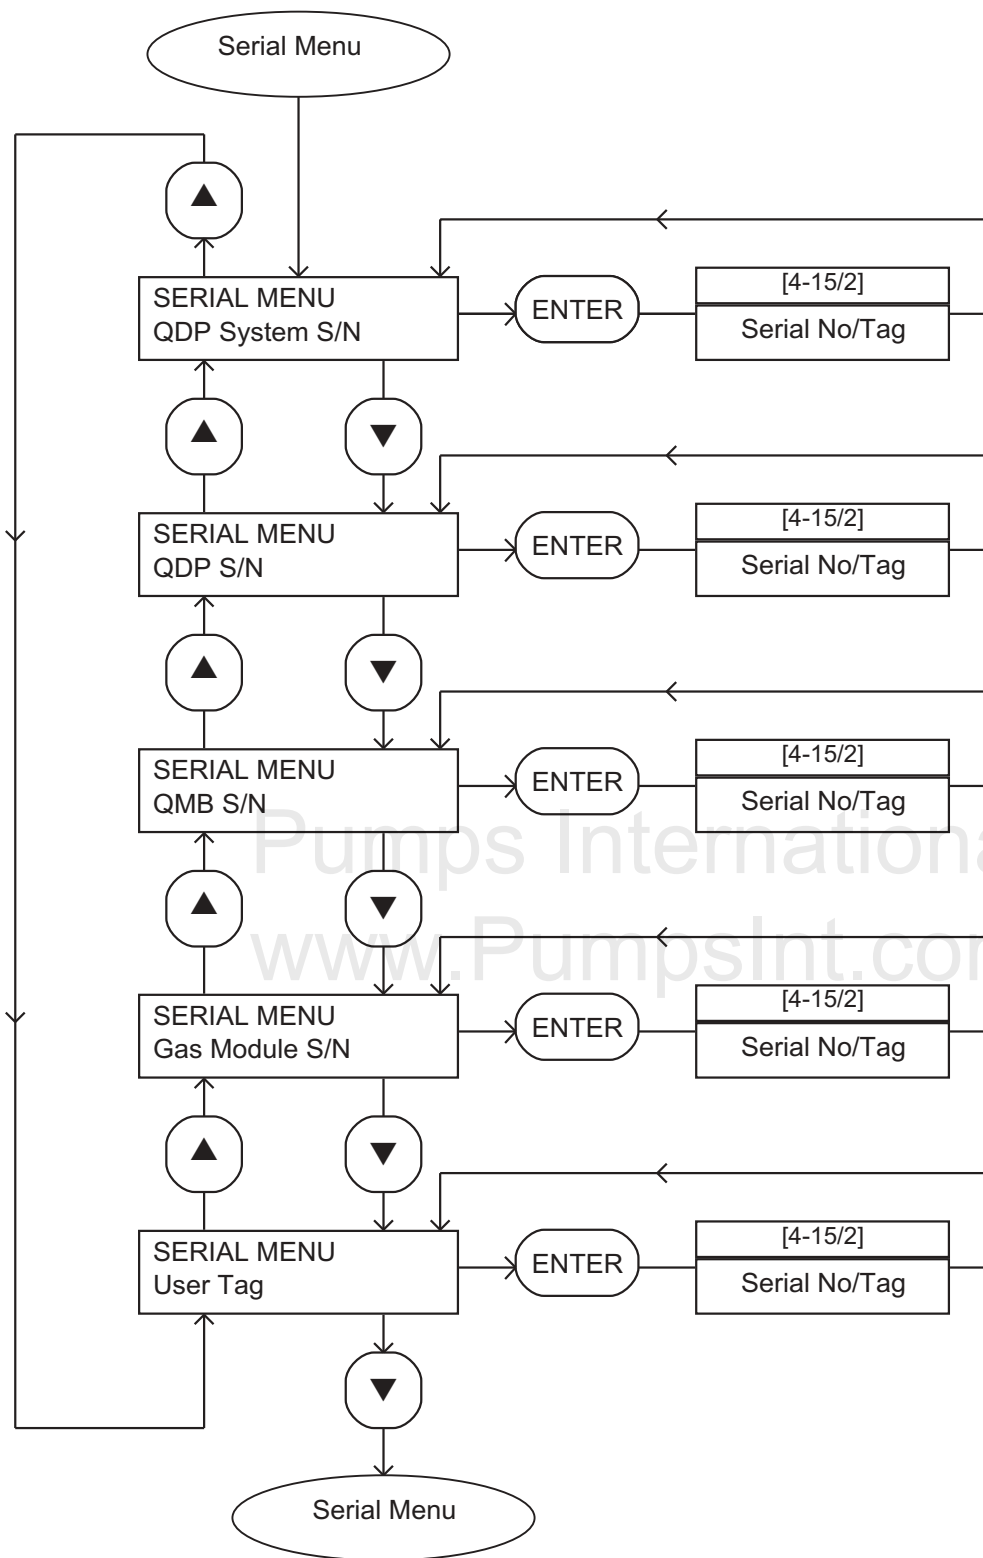 Serial Menu
▲
SERIAL MENU
QDP System S/N
ENTER
[4-15/2]
Serial No/Tag
▲
▼
SERIAL MENU
QDP S/N
ENTER
[4-15/2]
Serial No/Tag
▲
▼
SERIAL MENU
QMB S/N
ENTER
[4-15/2]
Serial No/Tag
Pumps Internationa
▲
▼
www.PumpsInt.com
SERIAL MENU
Gas Module S/N
ENTER
[4-15/2]
Serial No/Tag
▲
▼
SERIAL MENU
User Tag
ENTER
[4-15/2]
Serial No/Tag
▼
Serial Menu